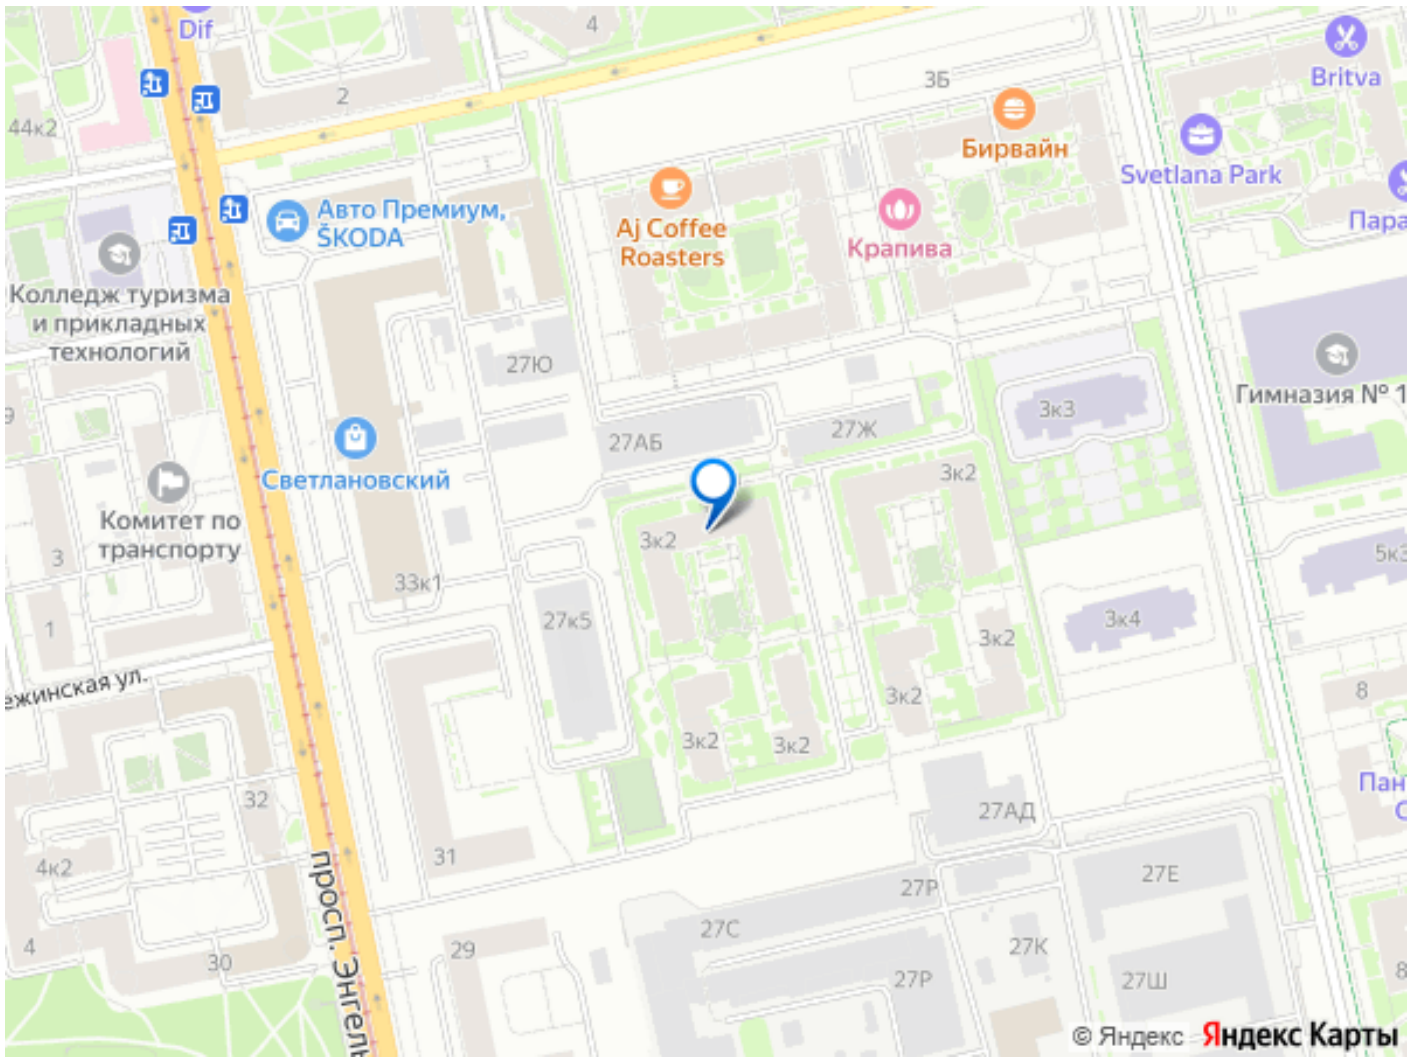 Dif
4
3Б
Britva
2
44к2
Бирвайн
Svetlana Park
Авто Премиум,
ŠKODA
Aj Coffee
Roasters
Крапива
Пара
Колледж туризма
и прикладных
технологий
27Ю
Гимназия № 1
3к3
9
27АБ
27Ж
3к2
Светлановский
Комитет по
транспорту
3к2
3
33к1
5к3
27к5
3к4
1
3к2
ежинская ул.
3к2
8
3к2
3к2
Пан
С
32
27АД
31
4к2
27Е
27Р
просп. Энгель
27С
4
29
27К
30
27Р
27Ш
8
© Яндекс Яндекс Карты